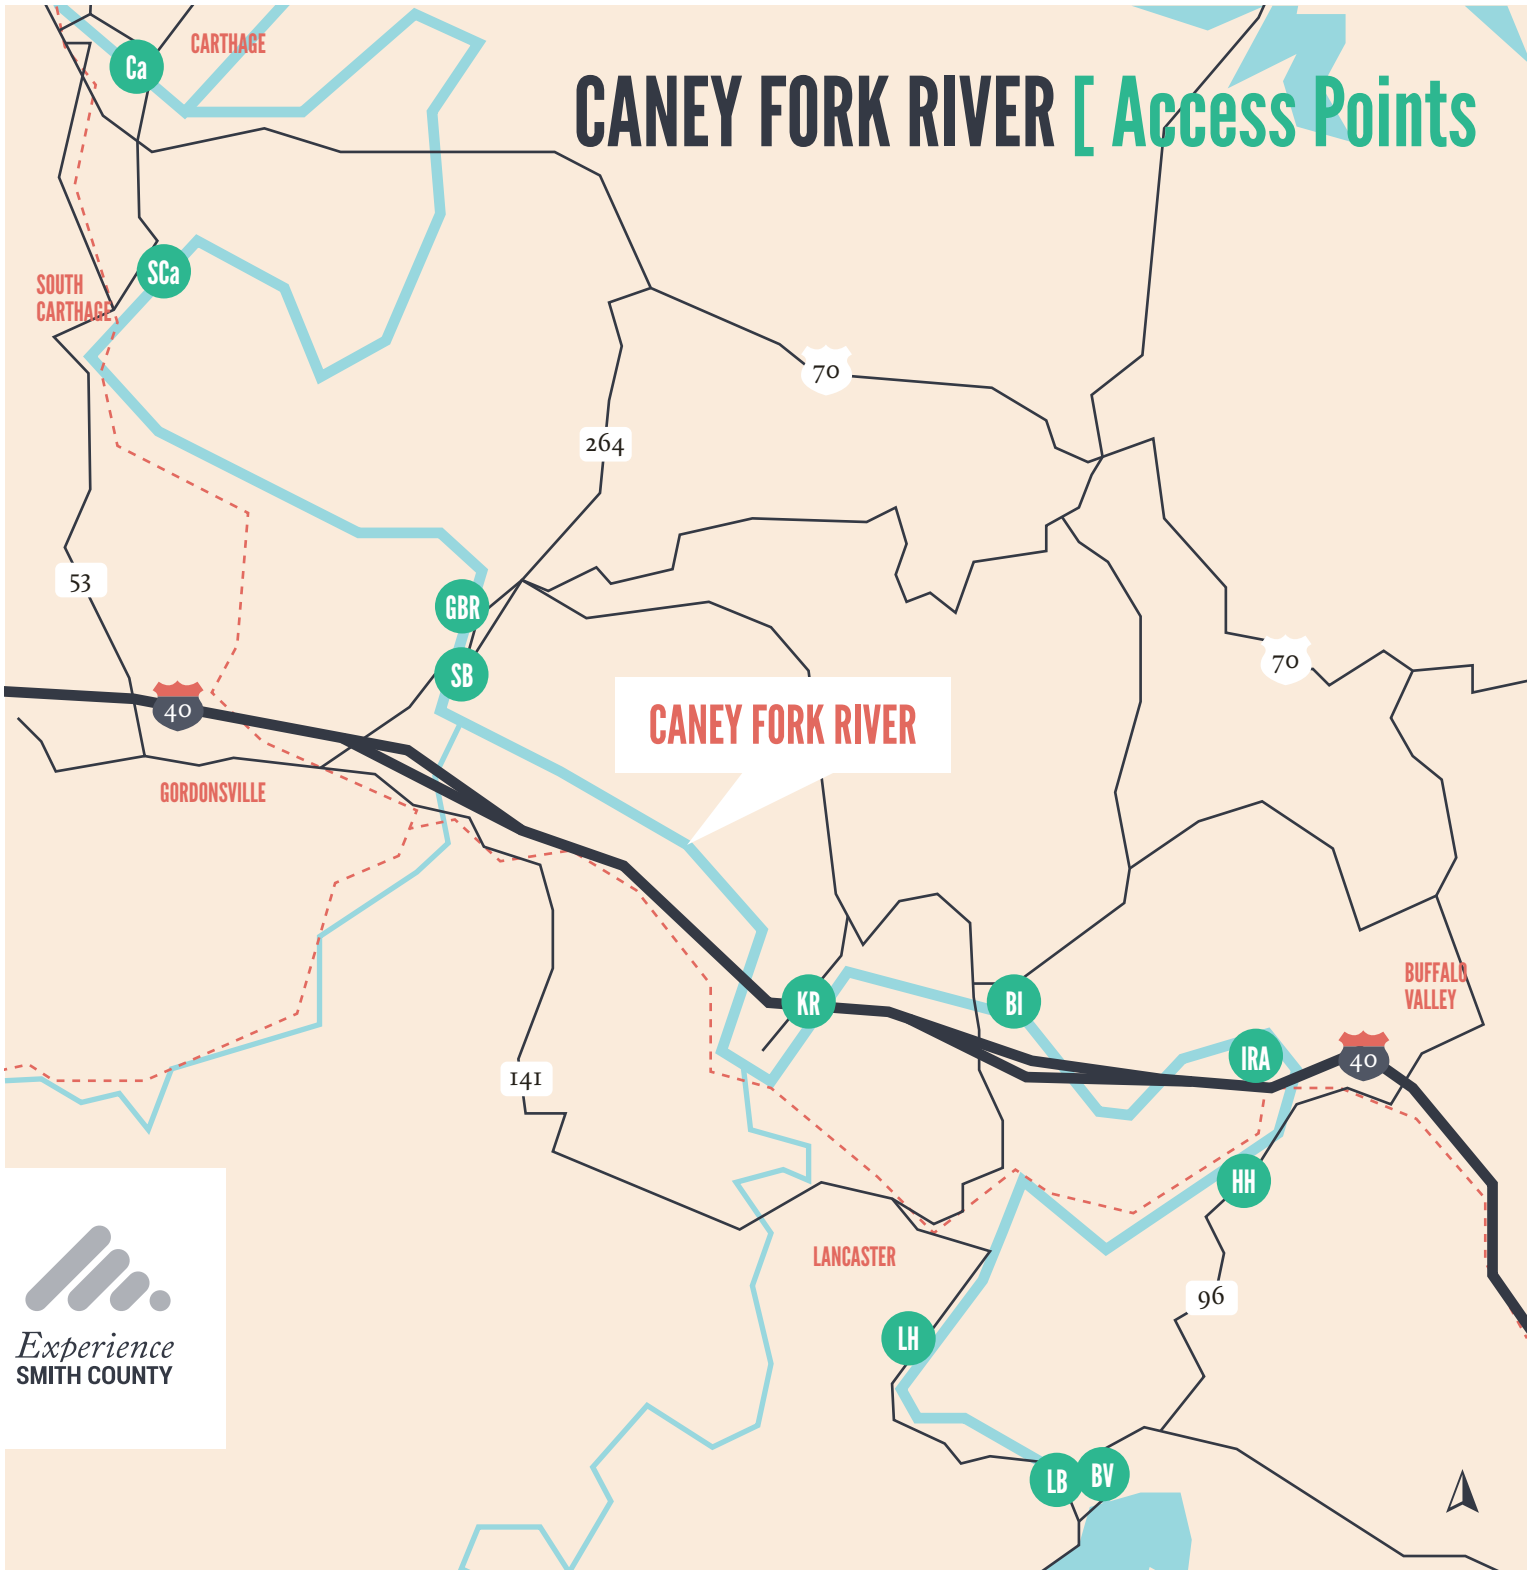 CARTHAGE
Ca
CANEY FORK RIVER [ Access Points
SCa
SOUTH
CARTHAGE
70
264
53
GBR
SB
70
40
CANEY FORK RIVER
GORDONSVILLE
KR
BI
BUFFALO
VALLEY
IRA
40
141
HH
LANCASTER
96
LH
Experience
SMITH COUNTY
LB
BV